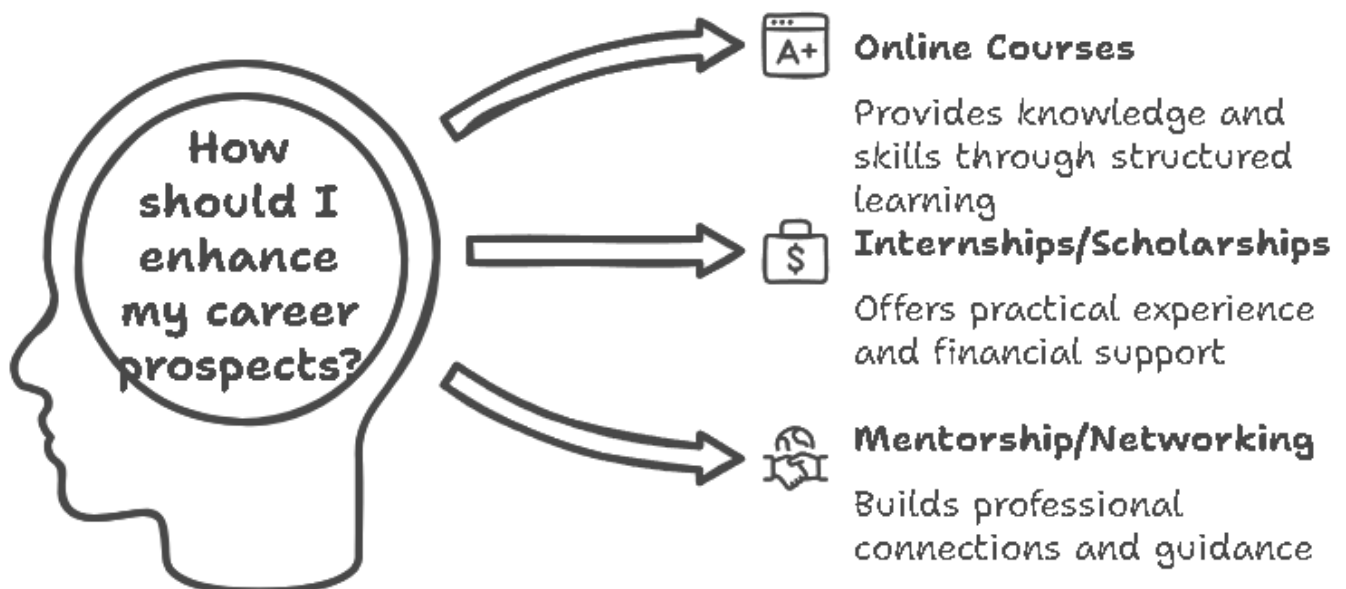 How
should I
enhance
my career
prospects?
A+
Online Courses
Provides knowledge and
skills through structured
learning
$
Internships/Scholarships
Offers practical experience
and financial support
Mentorship/Networking
Builds professional
connections and guidance